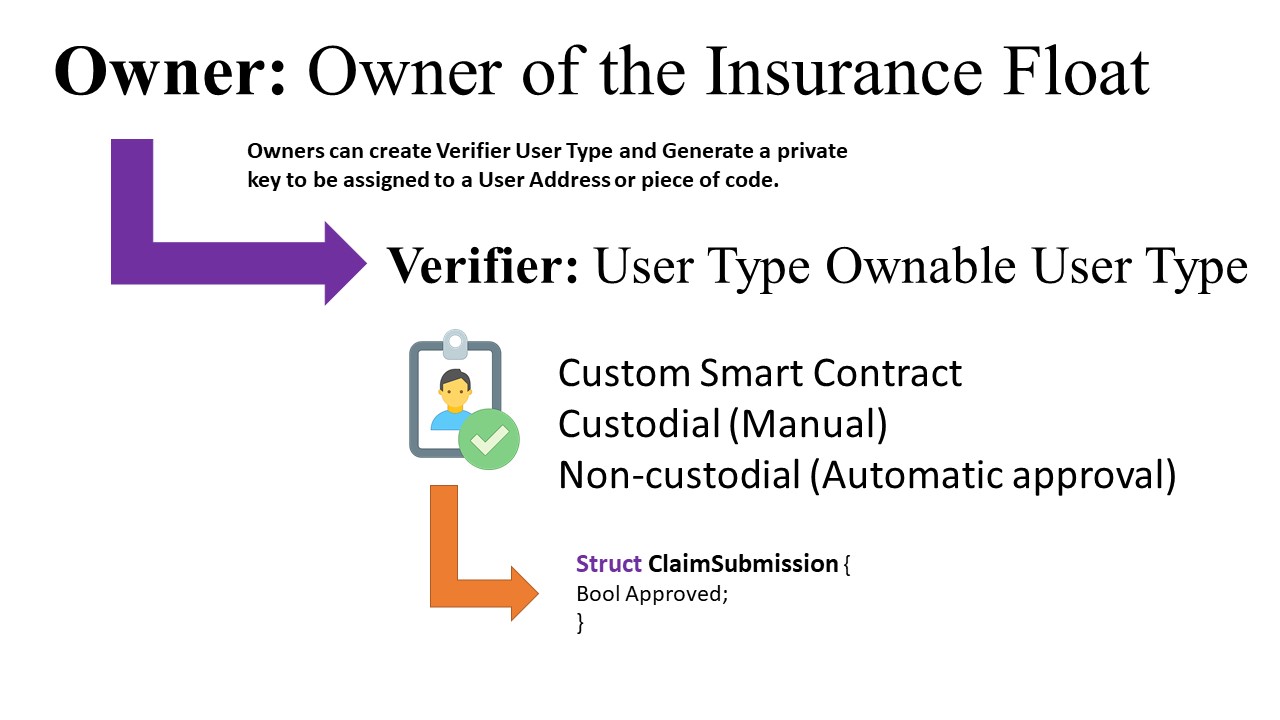 Owner: Owner of the Insurance Float
Owners can create Verifier User Type and Generate a private
key to be assigned to a User Address or piece of code.
Verifier: User Type Ownable User Type
Custom Smart Contract
Custodial (Manual)
Non-custodial (Automatic approval)
Struct ClaimSubmission {
Bool Approved;
}